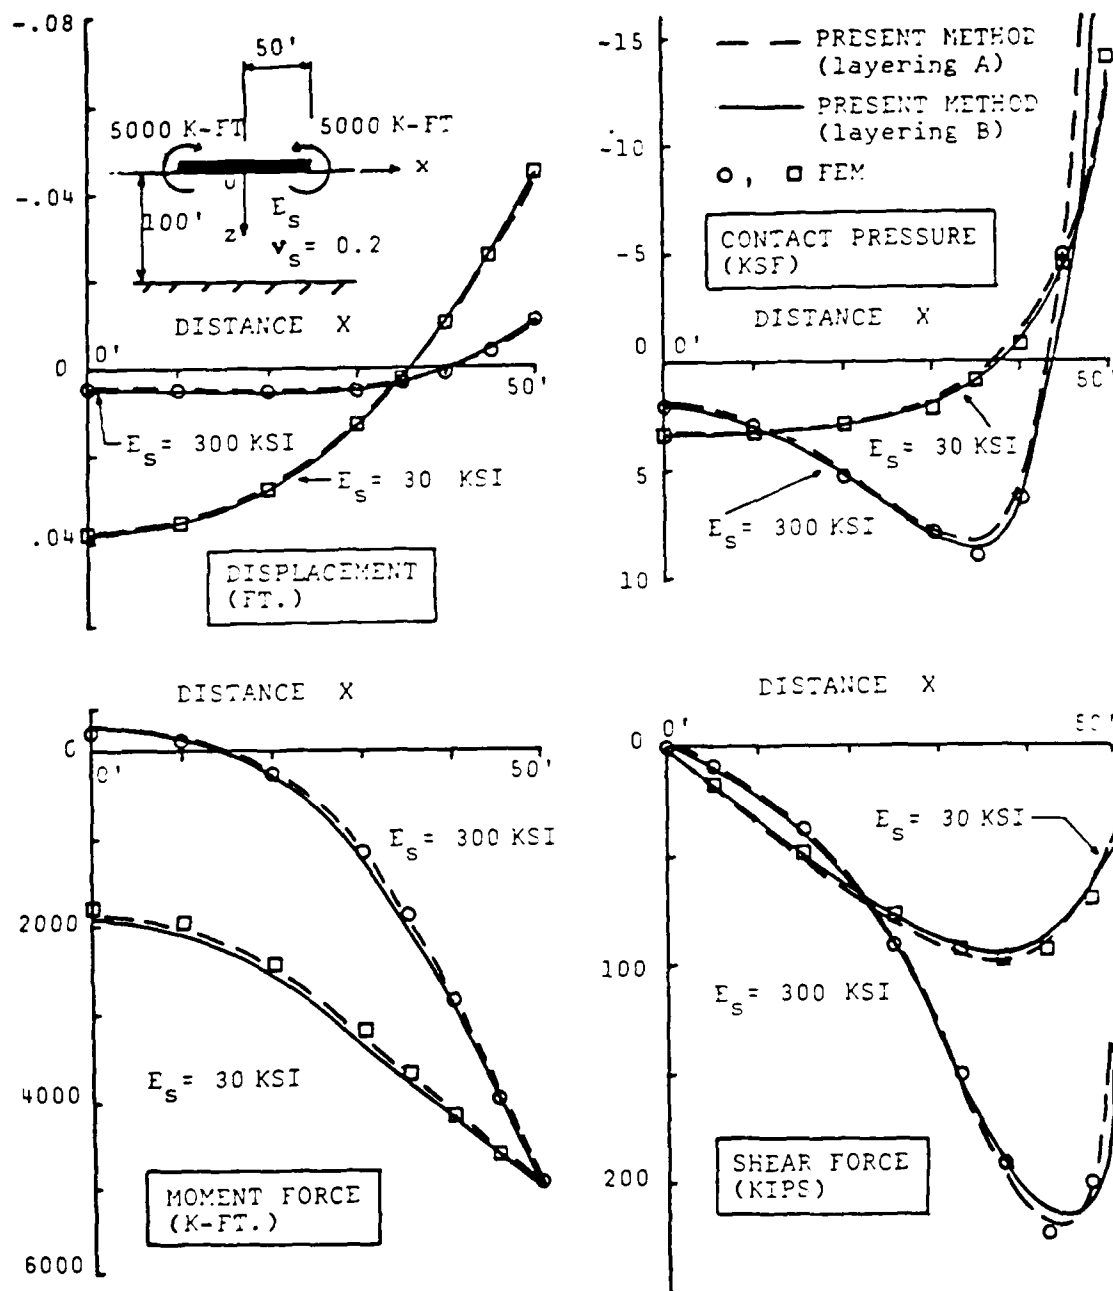 -.08
50'
5000 K-FT
5000 K-FT
X
-.04
100'
Z
E_s
ν_s = 0.2
DISTANCE X
0
0'
50'
E_s = 300 KSI
E_s = 30 KSI
.04
DISPLACEMENT
(FT.)
-15
PRESENT METHOD
(layering A)
PRESENT METHOD
(layering B)
-10
, FEM
CONTACT PRESSURE
(KSF)
-5
DISTANCE X
0
0'
50'
E_s = 30 KSI
5
E_s = 300 KSI
10
DISTANCE X
0
0'
50'
E_s = 300 KSI
2000
E_s = 30 KSI
4000
MOMENT FORCE
(K-FT.)
6000
DISTANCE X
0
0'
50'
E_s = 30 KSI
100
E_s = 300 KSI
200
SHEAR FORCE
(KIPS)